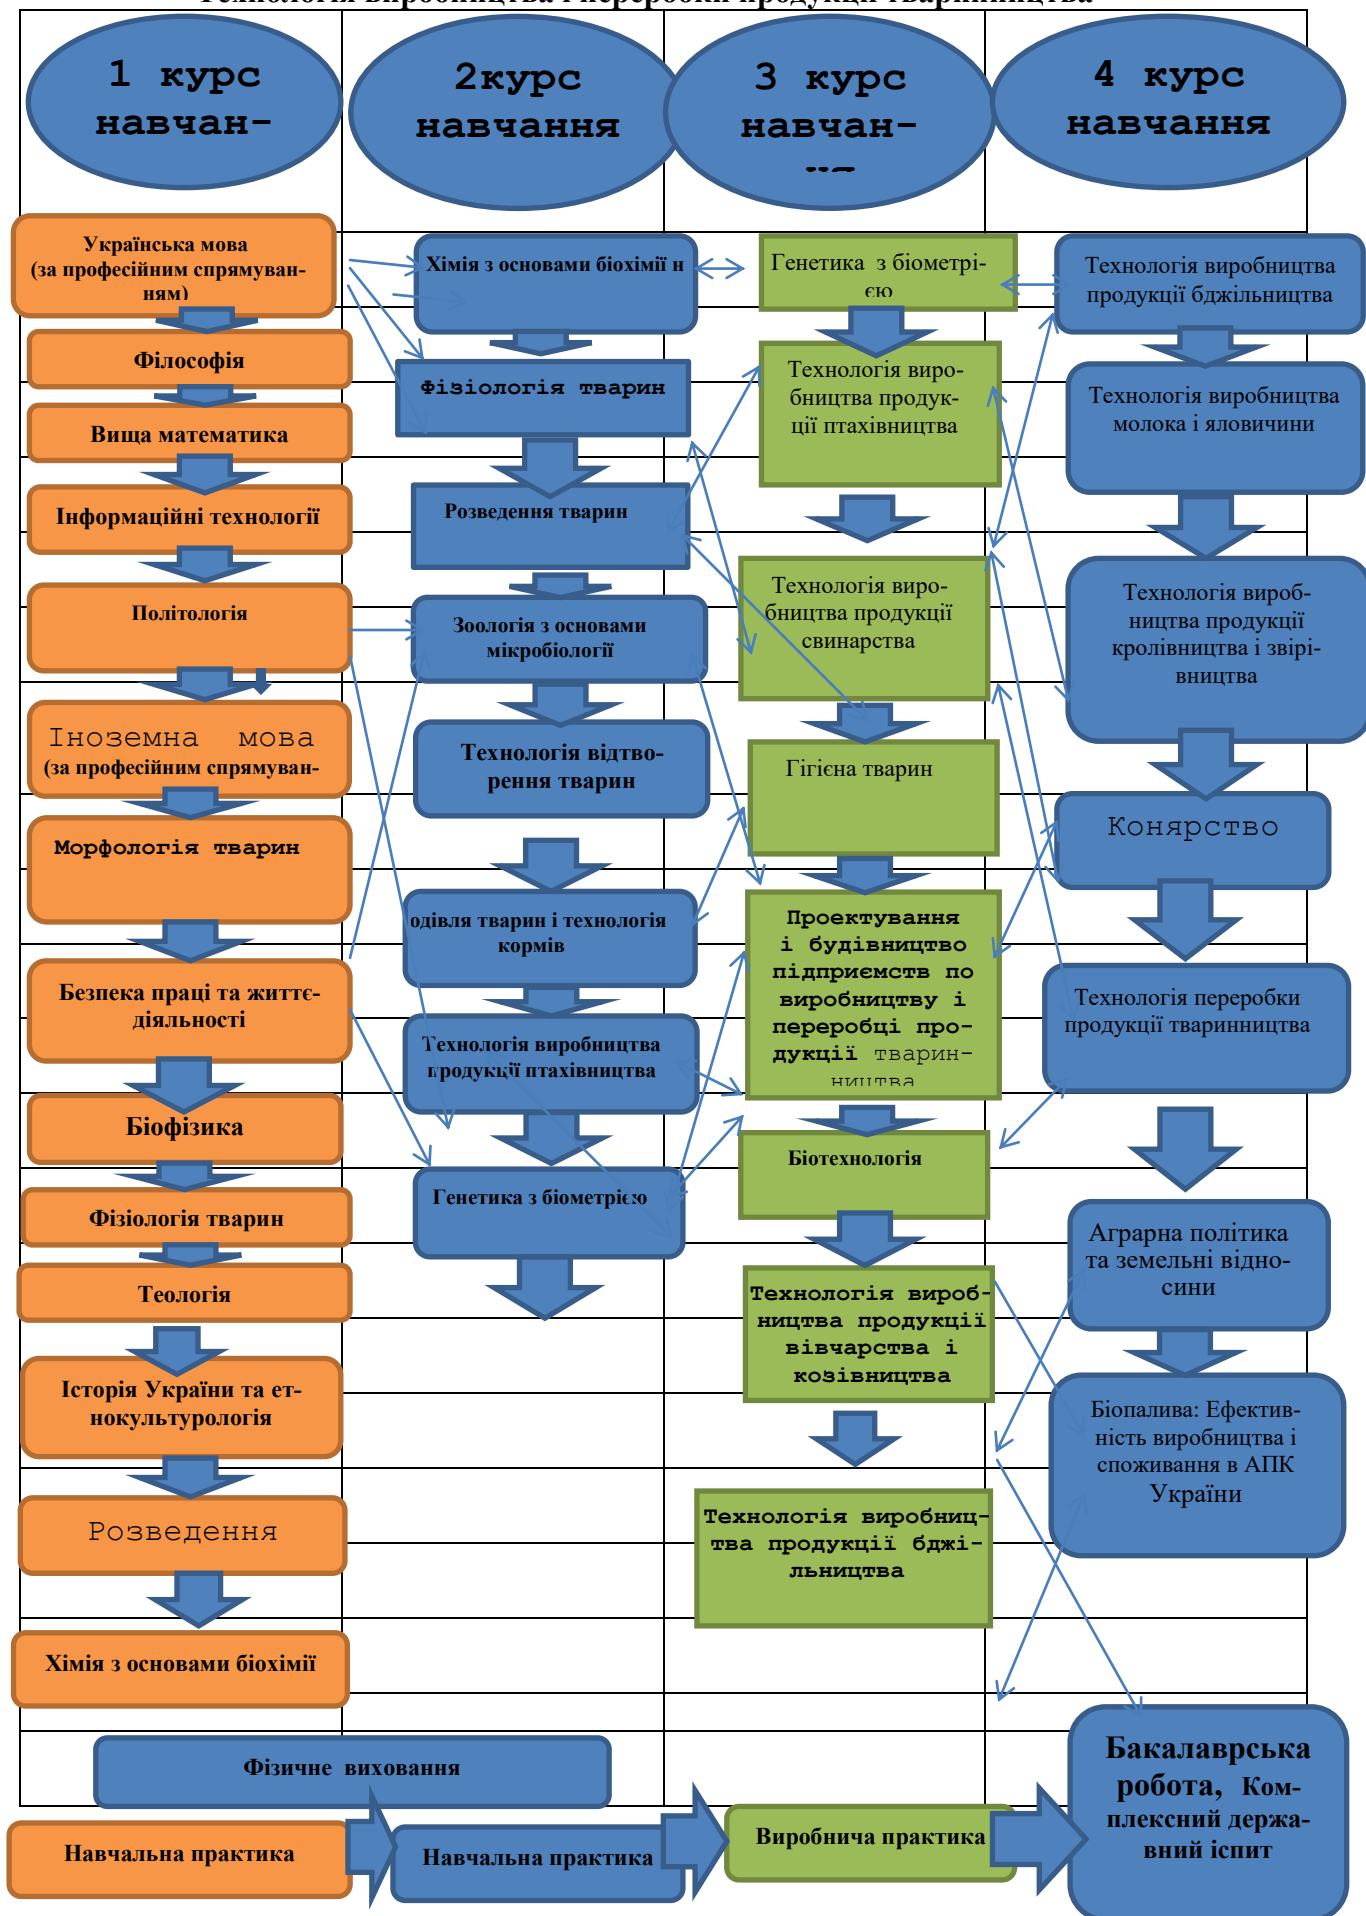 Технологія виробництва і переробки продукції тваринництва
1 курс
навчан-
2курс
навчання
3 курс
навчан-
ня
4 курс
навчання
Українська мова
(за професійним спрямуван-
ням)
Філософія
Вища математика
Інформаційні технології
Політологія
Іноземна мова
(за професійним спрямуван-
Морфологія тварин
Безпека праці та життє-
діяльності
Біофізика
Фізіологія тварин
Теологія
Історія України та ет-
нокультурологія
Розведення
Хімія з основами біохімії
Хімія з основами біохімії н
Фізіологія тварин
Розведення тварин
Зоологія з основами
мікробіології
Технологія відтво-
рення тварин
одівля тварин і технологія
кормів
Технологія виробництва
продукції птахівництва
Генетика з біометрією
Генетика з біометрі-
єю
Технологія виро-
бництва продук-
ції птахівництва
Технологія виро-
бництва продукції
свинарства
Гігієна тварин
Проектування
і будівництво
підприємств по
виробництву і
переробці про-
дукції тварин-
ництва
Біотехнологія
Технологія вироб-
ництва продукції
вівчарства і
козівництва
Технологія виробниц-
тва продукції бджі-
льництва
Технологія виробництва
продукції бджільництва
Технологія виробництва
молока і яловичини
Технологія вироб-
ництва продукції
кролівництва і звірі-
вництва
Конярство
Технологія переробки
продукції тваринництва
Аграрна політика
та земельні відно-
сини
Біопалива: Ефектив-
ність виробництва і
споживання в АПК
України
Фізичне виховання
Навчальна практика
Навчальна практика
Виробнича практика
Бакалаврська
робота, Ком-
плексний держа-
вний іспит